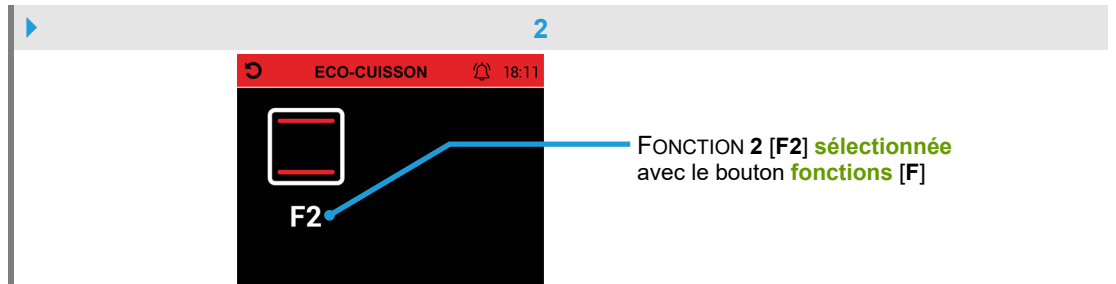 2
ECO-CUISSON 18:11
FONCTION 2 [F2] sélectionnée
avec le bouton fonctions [F]
F2